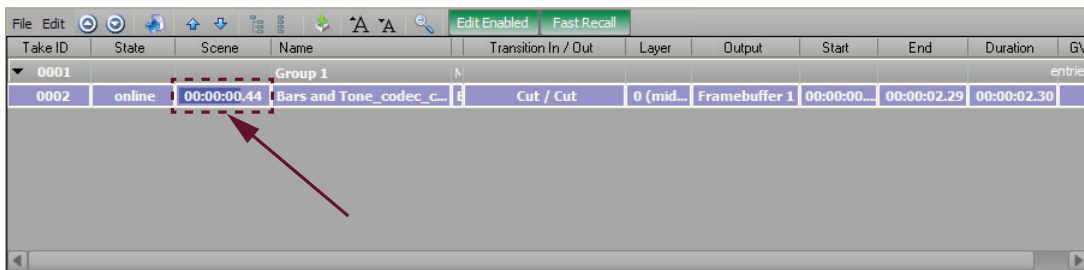 File Edit Edit Enabled Fast Recall
Take ID State Scene Name Transition In / Out Layer Output Start End Duration
0001 Group 1 entrie
0002 online 00:00:00.44 Bars and Tone_codec_c... Cut / Cut 0 (mid... Framebuffer 1 00:00:00.... 00:00:02.29 00:00:02.30